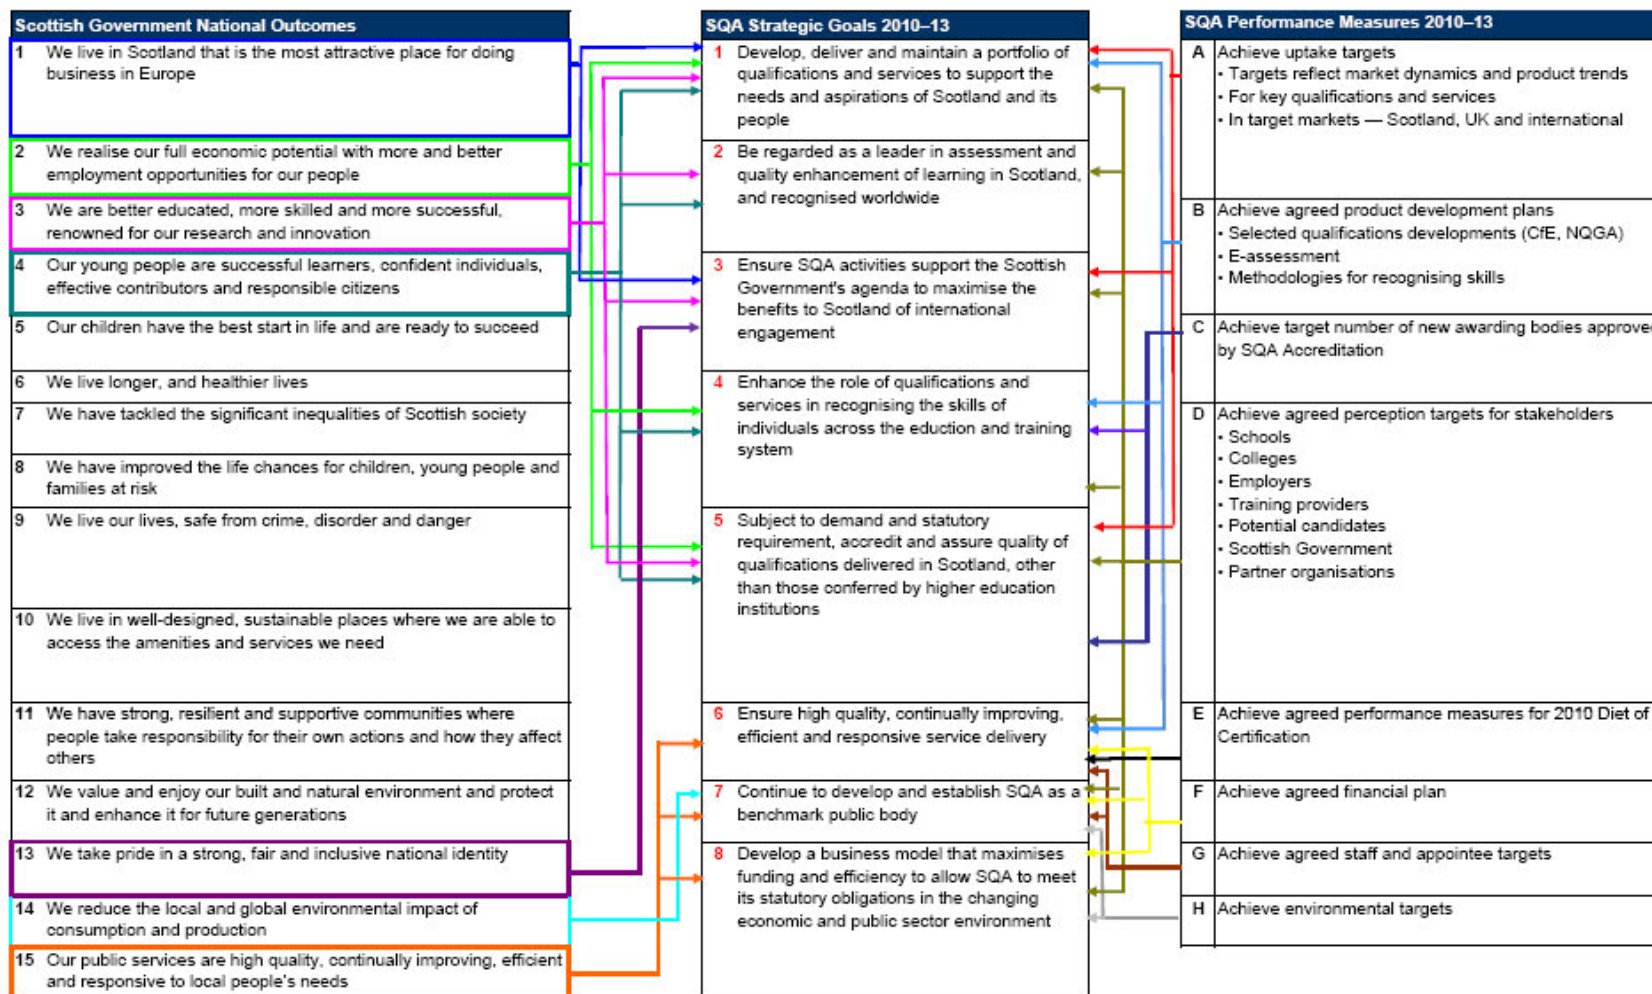 Scottish Government National Outcomes
1 We live in Scotland that is the most attractive place for doing
business in Europe
2 We realise our full economic potential with more and better
employment opportunities for our people
3 We are better educated, more skilled and more successful,
renowned for our research and innovation
4 Our young people are successful learners, confident individuals,
effective contributors and responsible citizens
5 Our children have the best start in life and are ready to succeed
6 We live longer, and healthier lives
7 We have tackled the significant inequalities of Scottish society
8 We have improved the life chances for children, young people and
families at risk
9 We live our lives, safe from crime, disorder and danger
10 We live in well-designed, sustainable places where we are able to
access the amenities and services we need
11 We have strong, resilient and supportive communities where
people take responsibility for their own actions and how they affect
others
12 We value and enjoy our built and natural environment and protect
it and enhance it for future generations
13 We take pride in a strong, fair and inclusive national identity
14 We reduce the local and global environmental impact of
consumption and production
15 Our public services are high quality, continually improving, efficient
and responsive to local people's needs
SQA Strategic Goals 2010–13
1 Develop, deliver and maintain a portfolio of
qualifications and services to support the
needs and aspirations of Scotland and its
people
2 Be regarded as a leader in assessment and
quality enhancement of learning in Scotland,
and recognised worldwide
3 Ensure SQA activities support the Scottish
Government's agenda to maximise the
benefits to Scotland of international
engagement
4 Enhance the role of qualifications and
services in recognising the skills of
individuals across the eduction and training
system
5 Subject to demand and statutory
requirement, accredit and assure quality of
qualifications delivered in Scotland, other
than those conferred by higher education
institutions
6 Ensure high quality, continually improving,
efficient and responsive service delivery
7 Continue to develop and establish SQA as a
benchmark public body
8 Develop a business model that maximises
funding and efficiency to allow SQA to meet
its statutory obligations in the changing
economic and public sector environment
SQA Performance Measures 2010–13
A Achieve uptake targets
• Targets reflect market dynamics and product trends
• For key qualifications and services
• In target markets — Scotland, UK and international
B Achieve agreed product development plans
• Selected qualifications developments (CfE, NQGA)
• E-assessment
• Methodologies for recognising skills
C Achieve target number of new awarding bodies approve
by SQA Accreditation
D Achieve agreed perception targets for stakeholders
• Schools
• Colleges
• Employers
• Training providers
• Potential candidates
• Scottish Government
• Partner organisations
E Achieve agreed performance measures for 2010 Diet of
Certification
F Achieve agreed financial plan
G Achieve agreed staff and appointee targets
H Achieve environmental targets